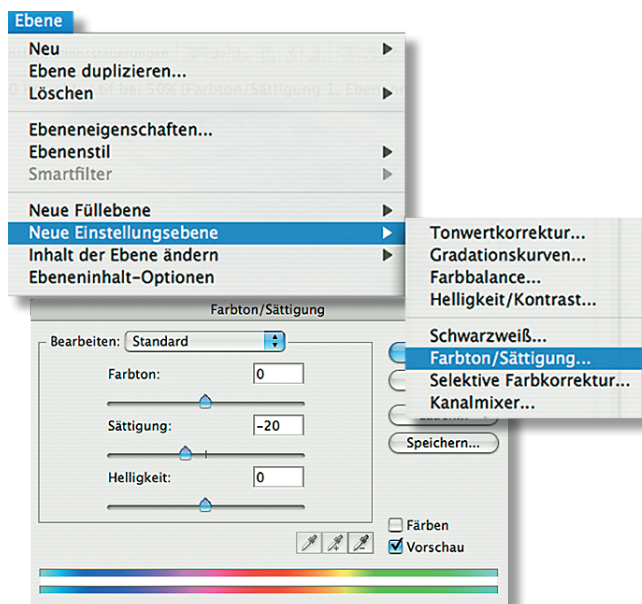 Ebene
Neu
Ebene duplizieren...
Löschen
Ebeneneigenschaften...
Ebenenstil
Smartfilter
Neue Füllebene
Neue Einstellungsebene
Inhalt der Ebene ändern
Ebeneninhalt-Optionen
Tonwertkorrektur...
Gradationskurven...
Farbbalance...
Helligkeit/Kontrast...
Schwarzweiß...
Farbton/Sättigung...
Selektive Farbkorrektur...
Kanalmixer...
Farbton/Sättigung
Bearbeiten: Standard
Farbton: 0
Sättigung: -20
Helligkeit: 0
Speichern...
Färben
Vorschau